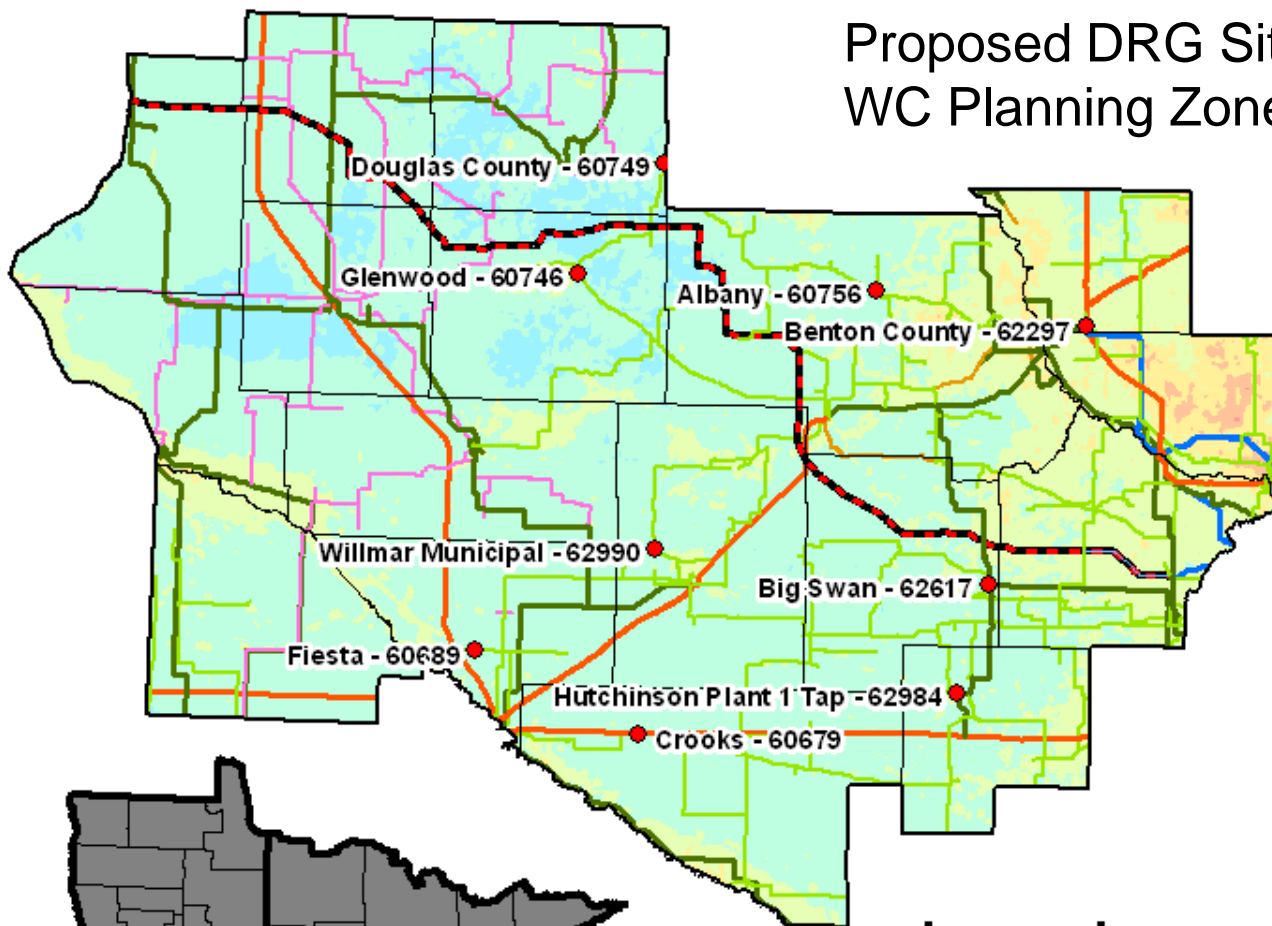 Proposed DRG Sit
WC Planning Zone
Douglas County - 60749
Glenwood - 60746
Albany - 60756
Benton County - 62297
Willmar Municipal - 62990
Big Swan - 62617
Fiesta - 60689
Hutchinson Plant 1 Tap - 62984
Crooks - 60679